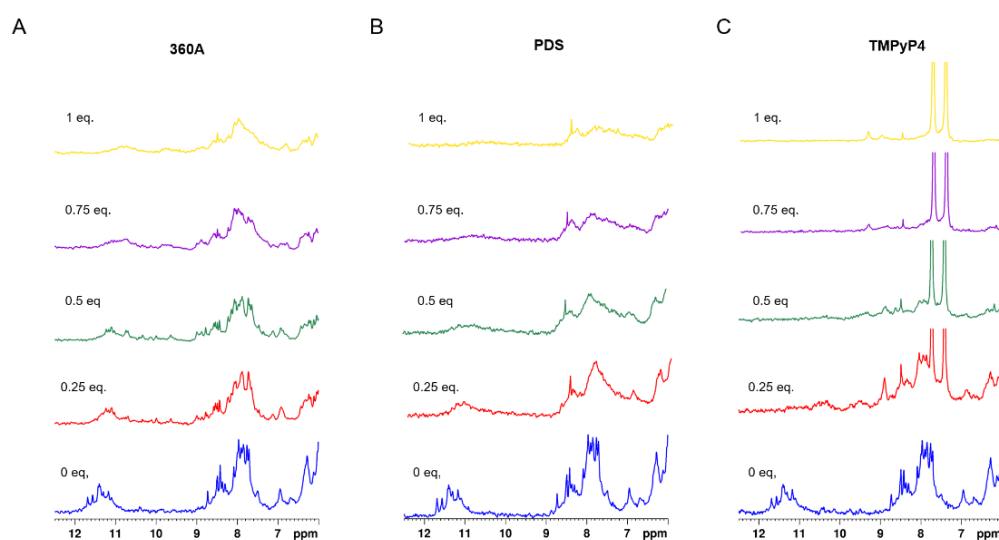 A
360A
1 eq.
0.75 eq.
0.5 eq
0.25 eq.
0 eq,
12 11 10 9 8 7 ppm
B
PDS
1 eq.
0.75 eq.
0.5 eq
0.25 eq.
0 eq,
12 11 10 9 8 7 ppm
C
TMPyP4
1 eq.
0.75 eq.
0.5 eq
0.25 eq.
0 eq,
12 11 10 9 8 7 ppm